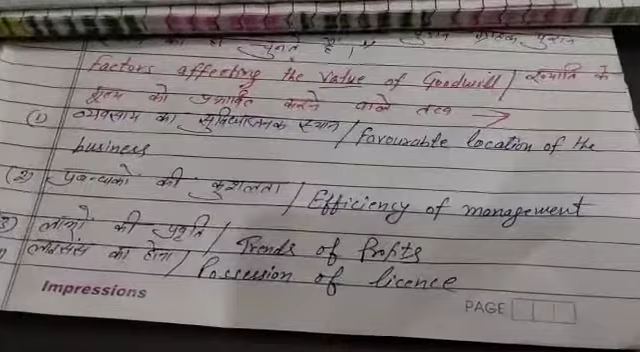 का ही चुनते हैं।"
Factors affecting the value of Goodwill / ख्याति के
मूल्य को प्रभावित करने वाले तत्व →
(1) व्यवसाय का सुविधाजनक स्थान / favourable location of the
business
(2) प्रबन्धकों की कुशलता / Efficiency of management
3) लाभों की प्रवृति / Trends of Profits
लाइसेंस का होना / Possession of licence
Impressions
PAGE